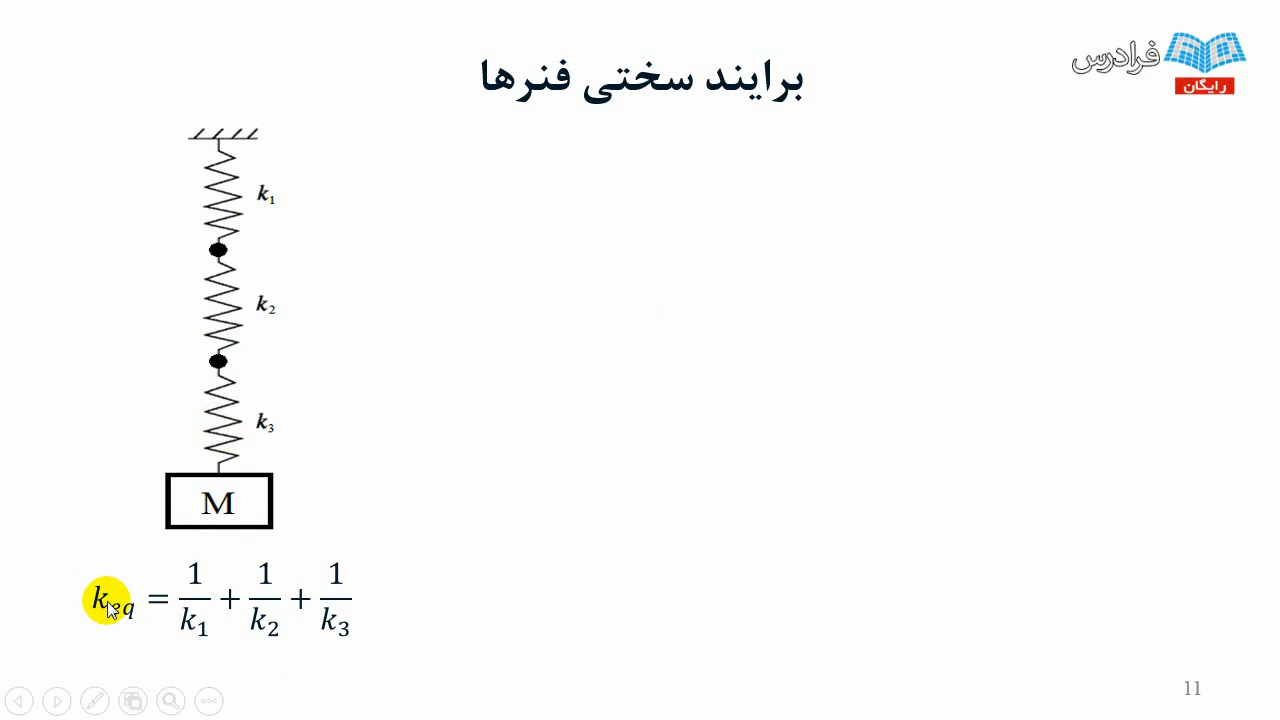 فرادرس
رایگان
برایند سختی فنرها
k₁
k₂
k₃
M
k_eq = 1/k₁ + 1/k₂ + 1/k₃
11